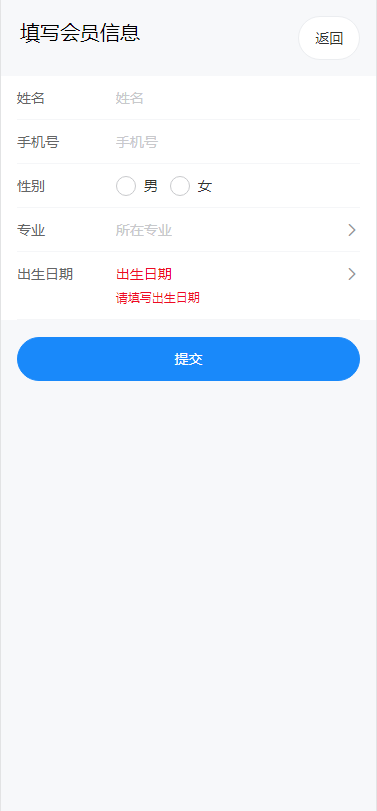 填写会员信息
返回
姓名 姓名
手机号 手机号
性别 男 女
专业 所在专业
出生日期 出生日期
请填写出生日期
提交